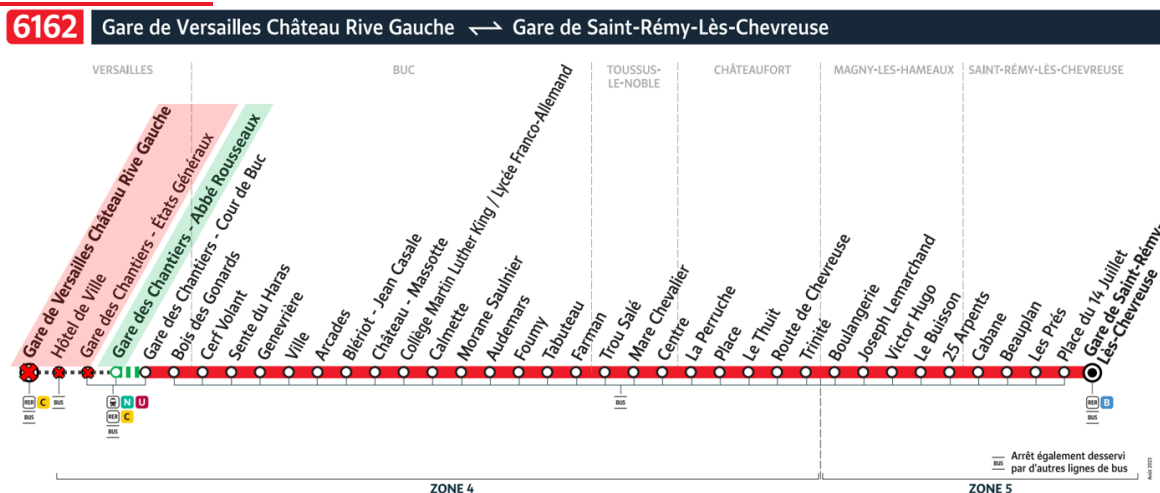 6162 Gare de Versailles Château Rive Gauche Gare de Saint-Rémy-Lès-Chevreuse
VERSAILLES
BUC
TOUSSUS-
LE-NOBLE
CHÂTEAUFORT
MAGNY-LES-HAMEAUX
SAINT-RÉMY-LÈS-CHEVREUSE
Gare de Versailles Château Rive Gauche
Hôtel de Ville
Gare des Chantiers - États Généraux
Gare des Chantiers - Abbé Rousseaux
Gare des Chantiers - Cour de Buc
Bois des Gonards
Cerf Volant
Sente du Haras
Genevrière
Ville
Arcades
Blériot - Jean Casale
Château - Massotte
Collège Martin Luther King / Lycée Franco-Allemand
Calmette
Morane Saulnier
Audemars
Fourny
Tabuteau
Farman
Trou Salé
Mare Chevalier
Centre
La Perruche
Place
Le Thuit
Route de Chevreuse
Trinité
Boulangerie
Joseph Lemarchand
Victor Hugo
Le Buisson
25 Arpents
Cabane
Beauplan
Les Prés
Place du 14 Juillet
Gare de Saint-Rémy-
Lès-Chevreuse
RER C
BUS
BUS
N U
RER C
BUS
BUS
RER B
BUS
BUS Arrêt également desservi
par d'autres lignes de bus
Août 2023
ZONE 4
ZONE 5